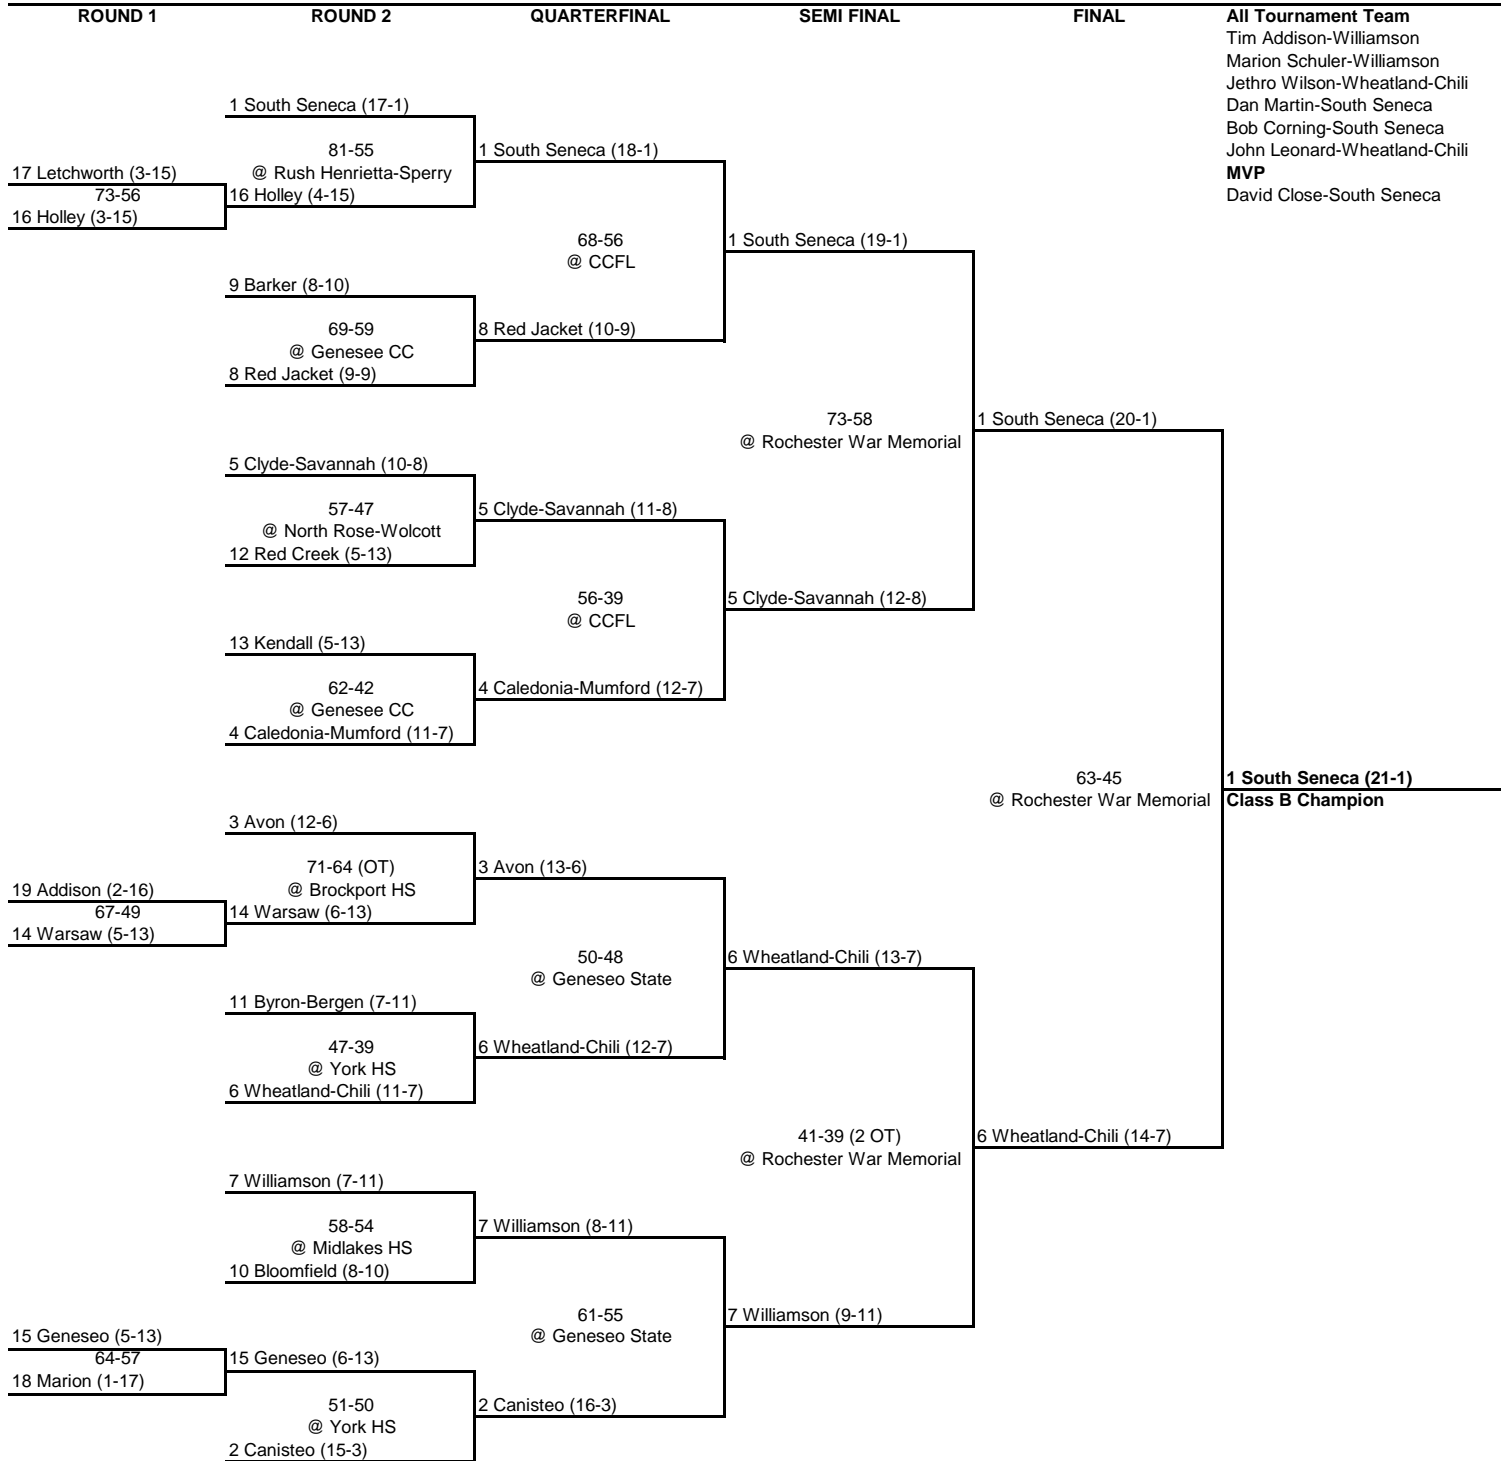 ROUND 1 ROUND 2 QUARTERFINAL SEMI FINAL FINAL All Tournament Team
Tim Addison-Williamson
Marion Schuler-Williamson
Jethro Wilson-Wheatland-Chili
Dan Martin-South Seneca
Bob Corning-South Seneca
John Leonard-Wheatland-Chili
MVP
David Close-South Seneca
1 South Seneca (17-1)
81-55
@ Rush Henrietta-Sperry
1 South Seneca (18-1)
17 Letchworth (3-15)
73-56
16 Holley (3-15)
16 Holley (4-15)
68-56
@ CCFL
1 South Seneca (19-1)
9 Barker (8-10)
69-59
@ Genesee CC
8 Red Jacket (10-9)
8 Red Jacket (9-9)
73-58
@ Rochester War Memorial
1 South Seneca (20-1)
5 Clyde-Savannah (10-8)
57-47
@ North Rose-Wolcott
5 Clyde-Savannah (11-8)
12 Red Creek (5-13)
56-39
@ CCFL
5 Clyde-Savannah (12-8)
13 Kendall (5-13)
62-42
@ Genesee CC
4 Caledonia-Mumford (12-7)
4 Caledonia-Mumford (11-7)
63-45
@ Rochester War Memorial
1 South Seneca (21-1)
Class B Champion
3 Avon (12-6)
71-64 (OT)
@ Brockport HS
3 Avon (13-6)
19 Addison (2-16)
67-49
14 Warsaw (5-13)
14 Warsaw (6-13)
50-48
@ Geneseo State
6 Wheatland-Chili (13-7)
11 Byron-Bergen (7-11)
47-39
@ York HS
6 Wheatland-Chili (12-7)
6 Wheatland-Chili (11-7)
41-39 (2 OT)
@ Rochester War Memorial
6 Wheatland-Chili (14-7)
7 Williamson (7-11)
58-54
@ Midlakes HS
7 Williamson (8-11)
10 Bloomfield (8-10)
61-55
@ Geneseo State
7 Williamson (9-11)
15 Geneseo (5-13)
64-57
18 Marion (1-17)
15 Geneseo (6-13)
51-50
@ York HS
2 Canisteo (16-3)
2 Canisteo (15-3)